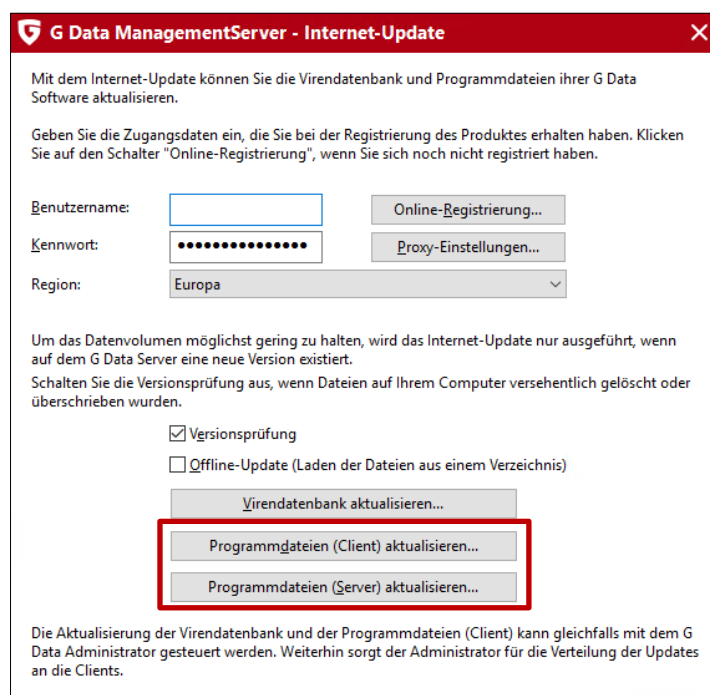 G Data ManagementServer - Internet-Update
Mit dem Internet-Update können Sie die Virendatenbank und Programmdateien ihrer G Data
Software aktualisieren.
Geben Sie die Zugangsdaten ein, die Sie bei der Registrierung des Produktes erhalten haben. Klicken
Sie auf den Schalter "Online-Registrierung", wenn Sie sich noch nicht registriert haben.
Benutzername:
Online-Registrierung...
Kennwort: ●●●●●●●●●●●●●●●
Proxy-Einstellungen...
Region: Europa
Um das Datenvolumen möglichst gering zu halten, wird das Internet-Update nur ausgeführt, wenn
auf dem G Data Server eine neue Version existiert.
Schalten Sie die Versionsprüfung aus, wenn Dateien auf Ihrem Computer versehentlich gelöscht oder
überschrieben wurden.
Versionsprüfung
Offline-Update (Laden der Dateien aus einem Verzeichnis)
Virendatenbank aktualisieren...
Programmdateien (Client) aktualisieren...
Programmdateien (Server) aktualisieren...
Die Aktualisierung der Virendatenbank und der Programmdateien (Client) kann gleichfalls mit dem G
Data Administrator gesteuert werden. Weiterhin sorgt der Administrator für die Verteilung der Updates
an die Clients.